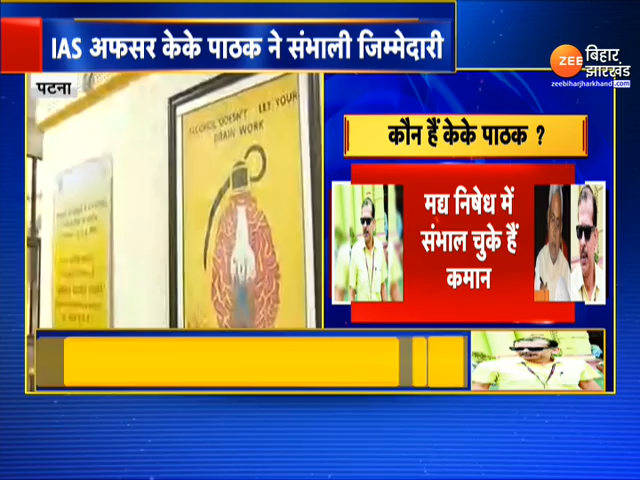 IAS अफसर केके पाठक ने संभाली जिम्मेदारी
ZEE बिहार झारखंड
zeebiharjharkhand.com
पटना
ALCOHOL DOESN'T LET YOUR
BRAIN WORK
कौन हैं केके पाठक ?
मद्य निषेध में
संभाल चुके हैं
कमान